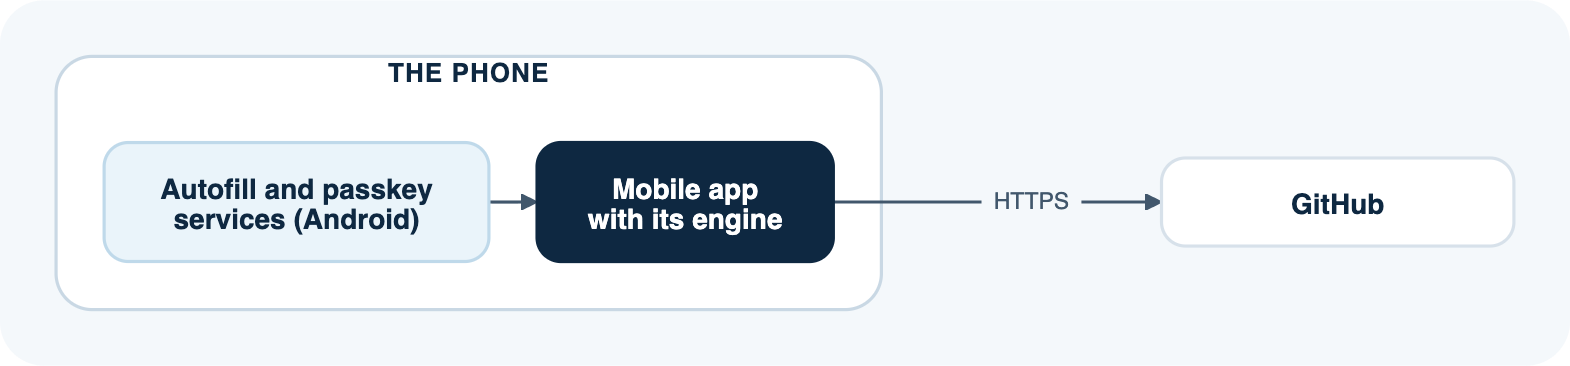 THE PHONE
Autofill and passkey
services (Android)
Mobile app
with its engine
HTTPS
GitHub